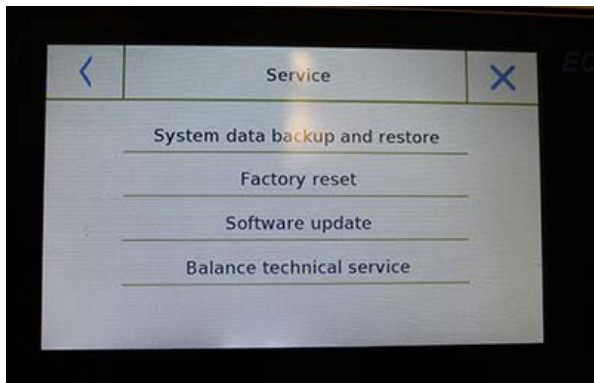 Service
System data backup and restore
Factory reset
Software update
Balance technical service